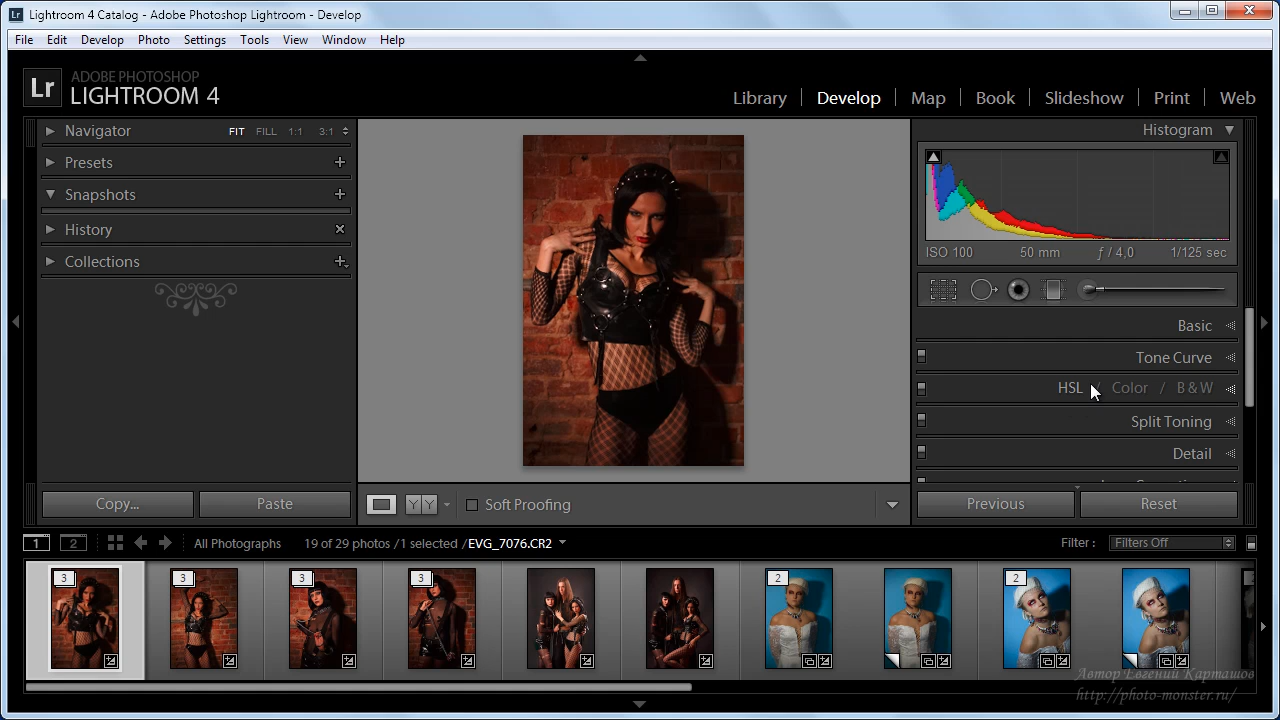 Lightroom 4 Catalog - Adobe Photoshop Lightroom - Develop
File Edit Develop Photo Settings Tools View Window Help
Lr ADOBE PHOTOSHOP
LIGHTROOM 4
Library | Develop | Map | Book | Slideshow | Print | Web
Navigator FIT FILL 1:1 3:1
Presets
Snapshots
History
Collections
Copy... Paste
Soft Proofing
Histogram
ISO 100 50 mm ƒ / 4,0 1/125 sec
Basic
Tone Curve
HSL / Color / B & W
Split Toning
Detail
Previous Reset
1 2 All Photographs 19 of 29 photos /1 selected /EVG_7076.CR2 Filter : Filters Off
3 3 3 3 2 2
Автор Евгений Карташов
http://photo-monster.ru/